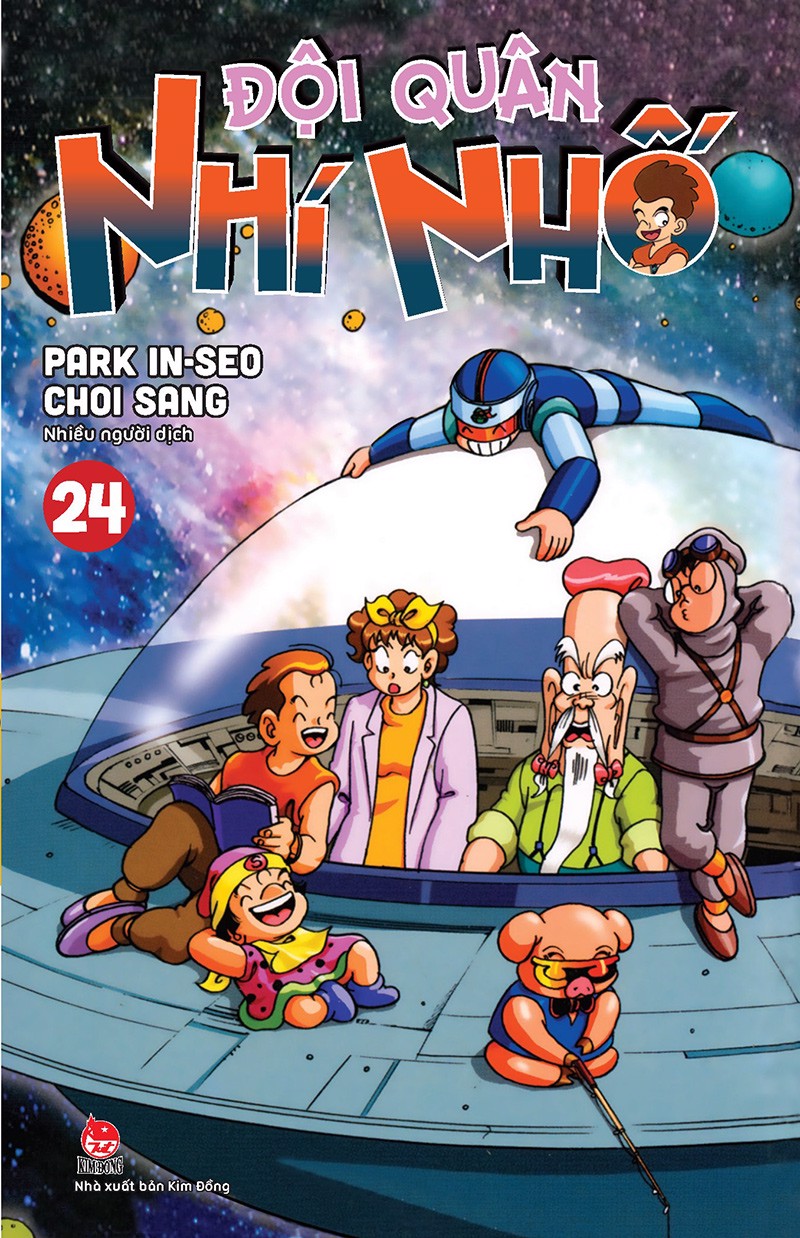 ĐỘI QUÂN
NHÍ NHỐ
PARK IN-SEO
CHOI SANG
Nhiều người dịch
24
KIM ĐỒNG
Nhà xuất bản Kim Đồng